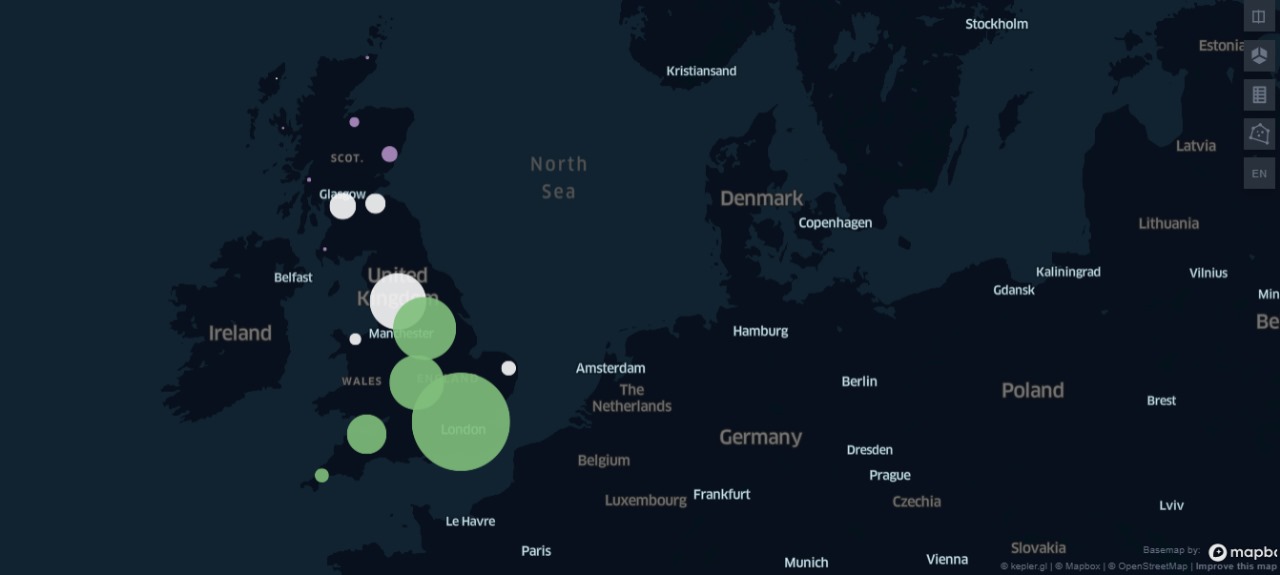 Stockholm
Estonia
Kristiansand
Latvia
SCOT.
North
Sea
Glasgow
Denmark
Copenhagen
Lithuania
EN
Belfast
United
Kingdom
Kaliningrad
Vilnius
Gdansk
Min
Ireland
Manchester
Hamburg
Be
Amsterdam
WALES
ENGLAND
The
Netherlands
Berlin
Poland
Brest
London
Germany
Belgium
Dresden
Prague
Luxembourg
Frankfurt
Czechia
Lviv
Le Havre
Paris
Munich
Vienna
Slovakia
Basemap by:
mapbo
© kepler.gl | © Mapbox | © OpenStreetMap | Improve this map